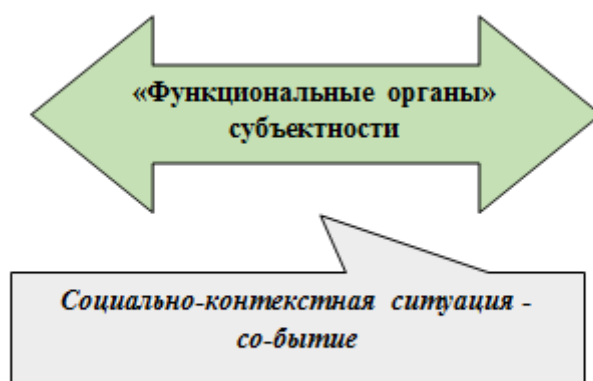 «Функциональные органы»
субъектности
Социально-контекстная ситуация -
со-бытие